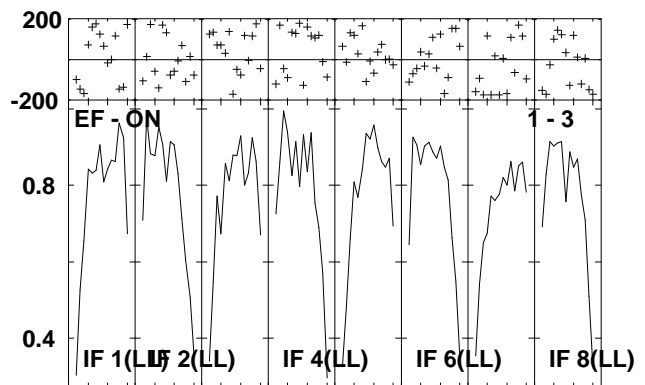 200
-200
EF - ON 1 - 3
0.8
0.4
IF 1(LL) IF 2(LL) IF 4(LL) IF 6(LL) IF 8(LL)